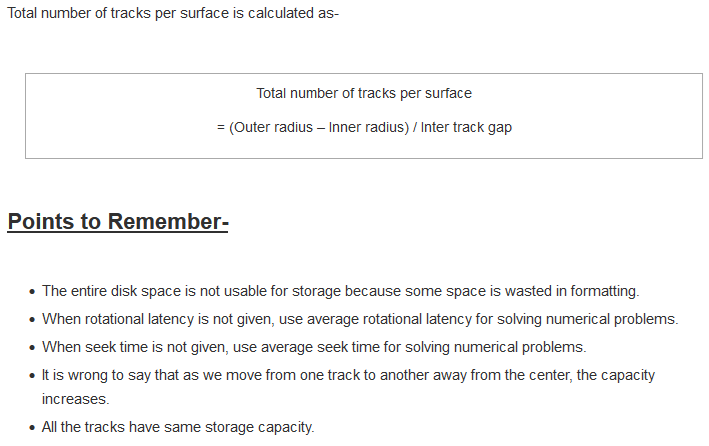 Total number of tracks per surface is calculated as-
Total number of tracks per surface
= (Outer radius – Inner radius) / Inter track gap
Points to Remember-
• The entire disk space is not usable for storage because some space is wasted in formatting.
• When rotational latency is not given, use average rotational latency for solving numerical problems.
• When seek time is not given, use average seek time for solving numerical problems.
• It is wrong to say that as we move from one track to another away from the center, the capacity
increases.
• All the tracks have same storage capacity.